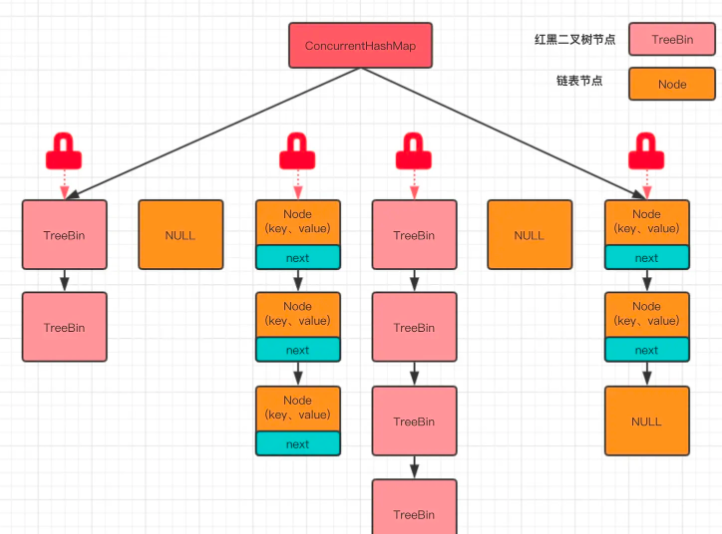 ConcurrentHashMap
红黑二叉树节点
TreeBin
链表节点
Node
TreeBin
NULL
Node
(key、value)
next
TreeBin
NULL
Node
(key、value)
next
TreeBin
Node
(key、value)
next
TreeBin
Node
(key、value)
next
Node
(key、value)
next
TreeBin
NULL
TreeBin